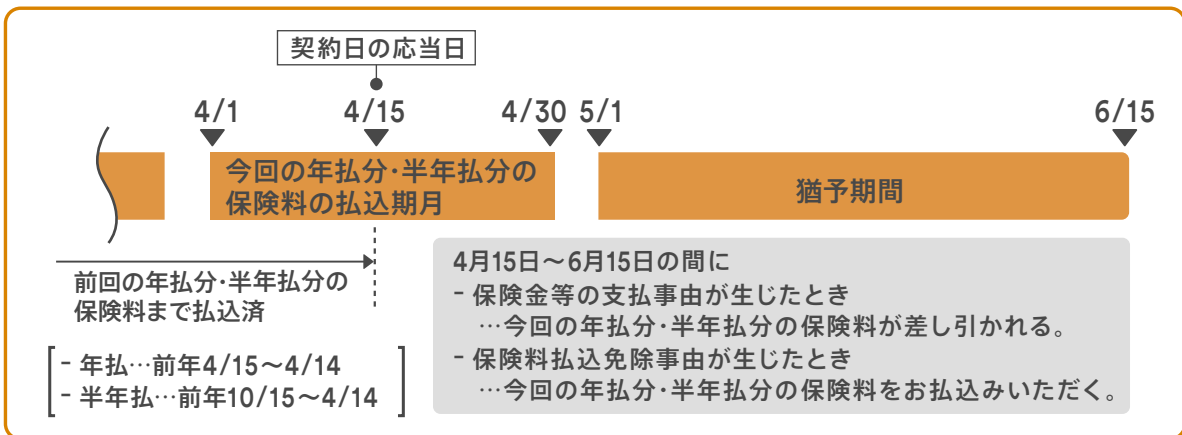 契約日の応当日
4/1
4/15
4/30
5/1
6/15
今回の年払分・半年払分の
保険料の払込期月
猶予期間
前回の年払分・半年払分の
保険料まで払込済
- 年払…前年4/15～4/14
- 半年払…前年10/15～4/14
4月15日～6月15日の間に
- 保険金等の支払事由が生じたとき
…今回の年払分・半年払分の保険料が差し引かれる。
- 保険料払込免除事由が生じたとき
…今回の年払分・半年払分の保険料をお払込みいただく。